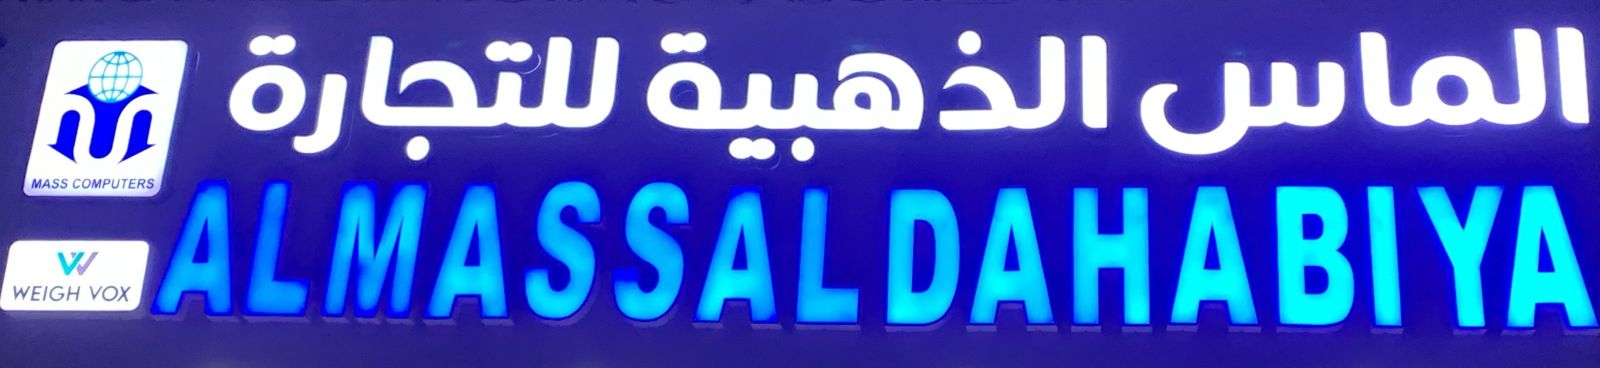 الماس الذهبية للتجارة
ALMASSALDAHABIYA
MASS COMPUTERS
WEIGH VOX